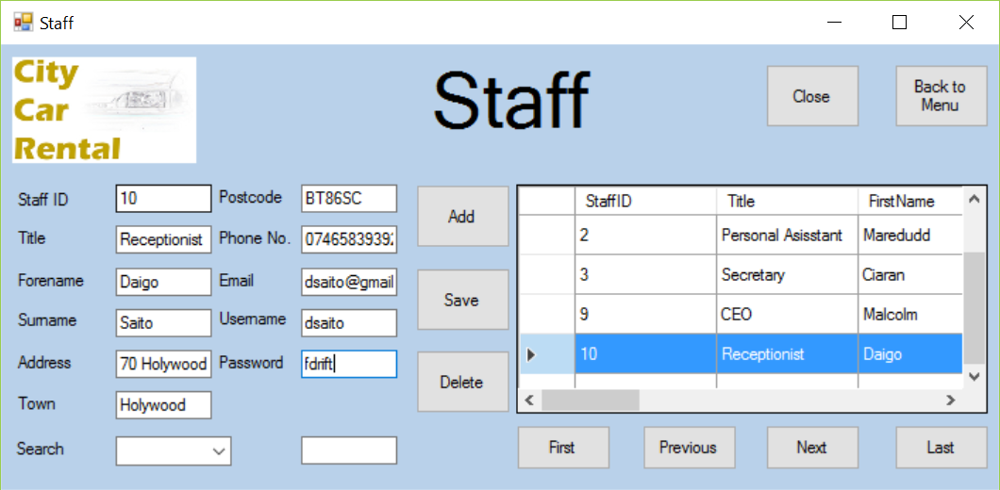 Staff
City
Car
Rental
Staff
Close
Back to
Menu
Staff ID 10 Postcode BT86SC
Title Receptionist Phone No. 07465839392
Forename Daigo Email dsaito@gmail
Surname Saito Username dsaito
Address 70 Holywood Password fdrift
Town Holywood
Search
Add
Save
Delete
StaffID Title FirstName
2 Personal Asisstant Maredudd
3 Secretary Ciaran
9 CEO Malcolm
10 Receptionist Daigo
First Previous Next Last